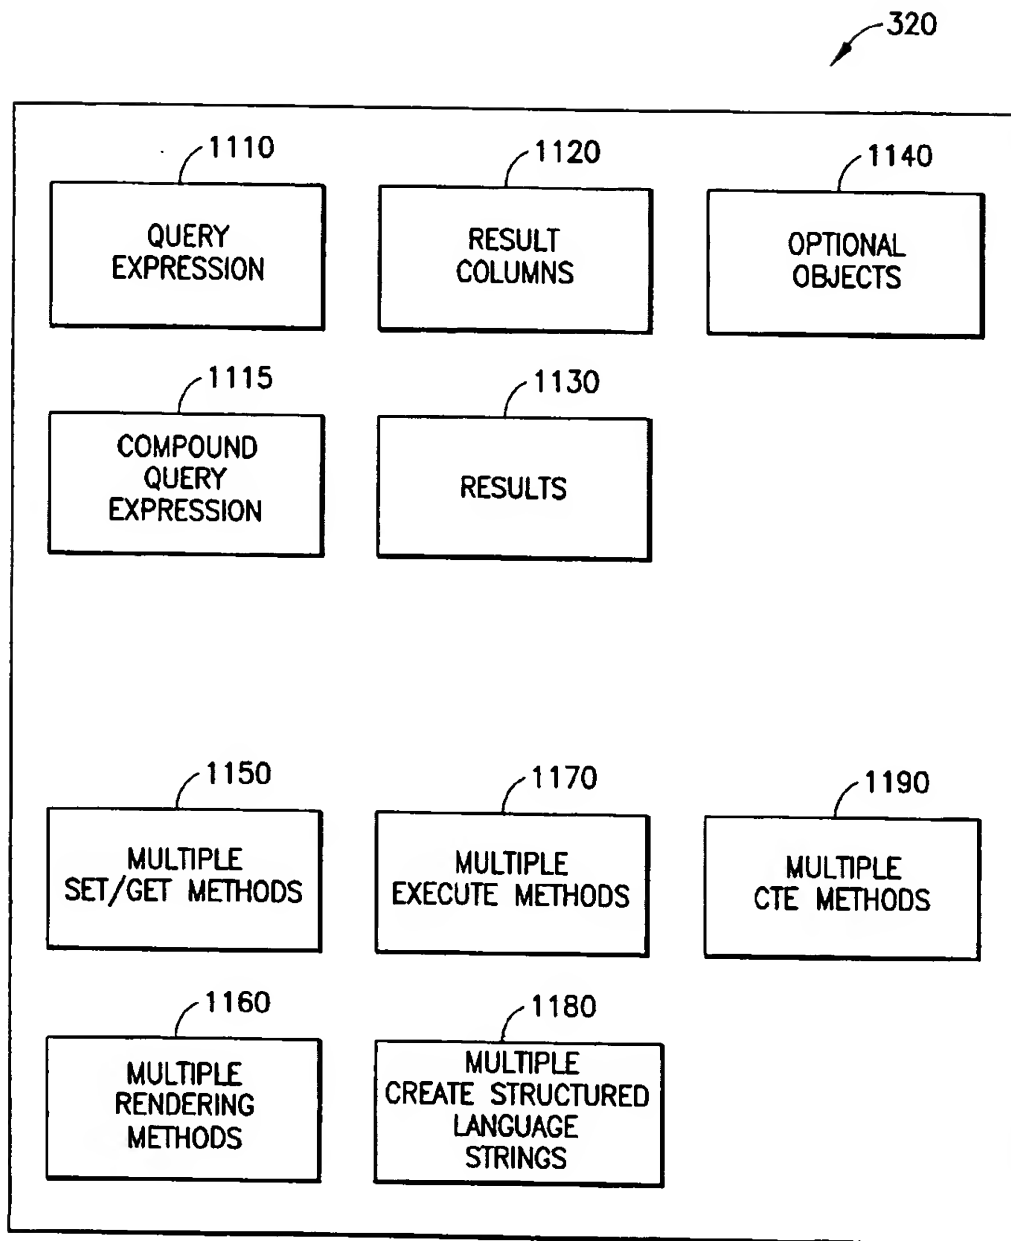 320
1110
QUERY
EXPRESSION
1120
RESULT
COLUMNS
1140
OPTIONAL
OBJECTS
1115
COMPOUND
QUERY
EXPRESSION
1130
RESULTS
1150
MULTIPLE
SET/GET METHODS
1170
MULTIPLE
EXECUTE METHODS
1190
MULTIPLE
CTE METHODS
1160
MULTIPLE
RENDERING
METHODS
1180
MULTIPLE
CREATE STRUCTURED
LANGUAGE
STRINGS